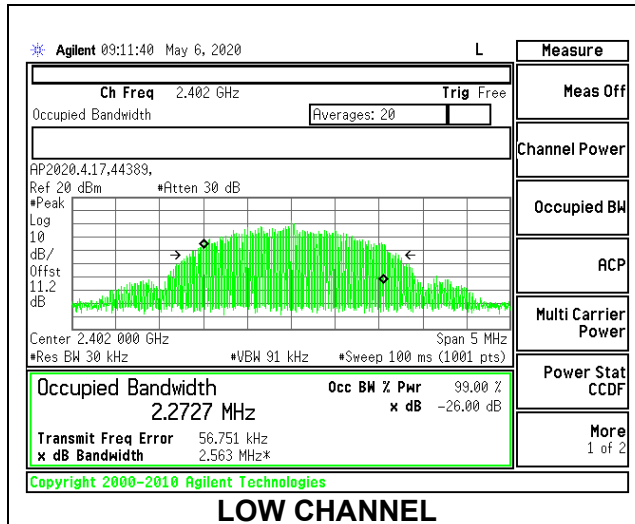 Agilent 09:11:40 May 6, 2020 L
Measure
Ch Freq 2.402 GHz Trig Free
Meas Off
Occupied Bandwidth Averages: 20
Channel Power
AP2020.4.17,44389,
Ref 20 dBm #Atten 30 dB
#Peak
Log
10
dB/
Offst
11.2
dB
Occupied BW
ACP
Center 2.402 000 GHz Span 5 MHz
#Res BW 30 kHz #VBW 91 kHz #Sweep 100 ms (1001 pts)
Multi Carrier
Power
Occupied Bandwidth Occ BW % Pwr 99.00 %
2.2727 MHz x dB -26.00 dB
Power Stat
CCDF
Transmit Freq Error 56.751 kHz
x dB Bandwidth 2.563 MHz*
More
1 of 2
Copyright 2000-2010 Agilent Technologies
LOW CHANNEL